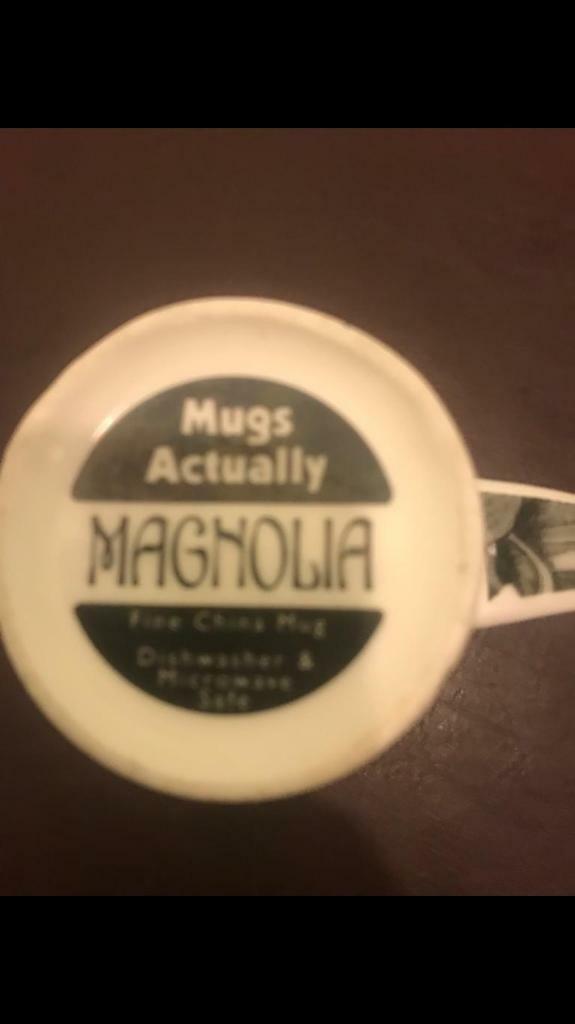 Mugs
Actually
MAGNOLIA
Fine China Mug
Dishwasher &
Microwave
Safe